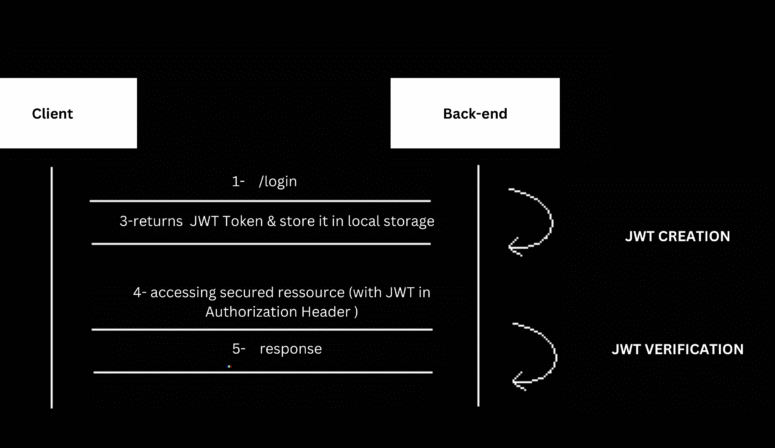 Client
Back-end
1- /login
3-returns JWT Token & store it in local storage
JWT CREATION
4- accessing secured ressource (with JWT in
Authorization Header )
5- response
JWT VERIFICATION